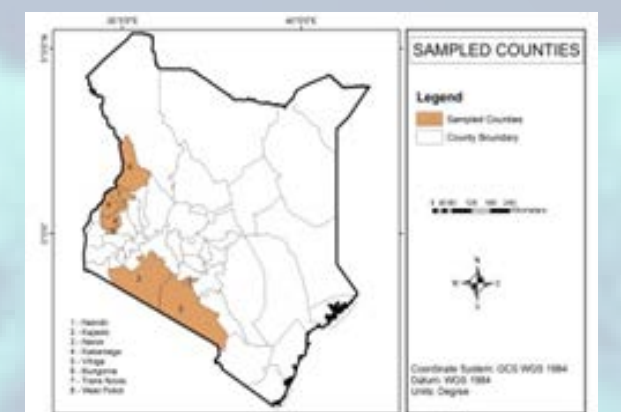 SAMPLED COUNTIES
Legend
Sampled Counties
County Boundary
1 - Nairobi
2 - Kajiado
3 - Narok
4 - Kakamega
5 - Vihiga
6 - Bungoma
7 - Trans Nzoia
8 - West Pokot
Coordinate System: GCS WGS 1984
Datum: WGS 1984
Units: Degree